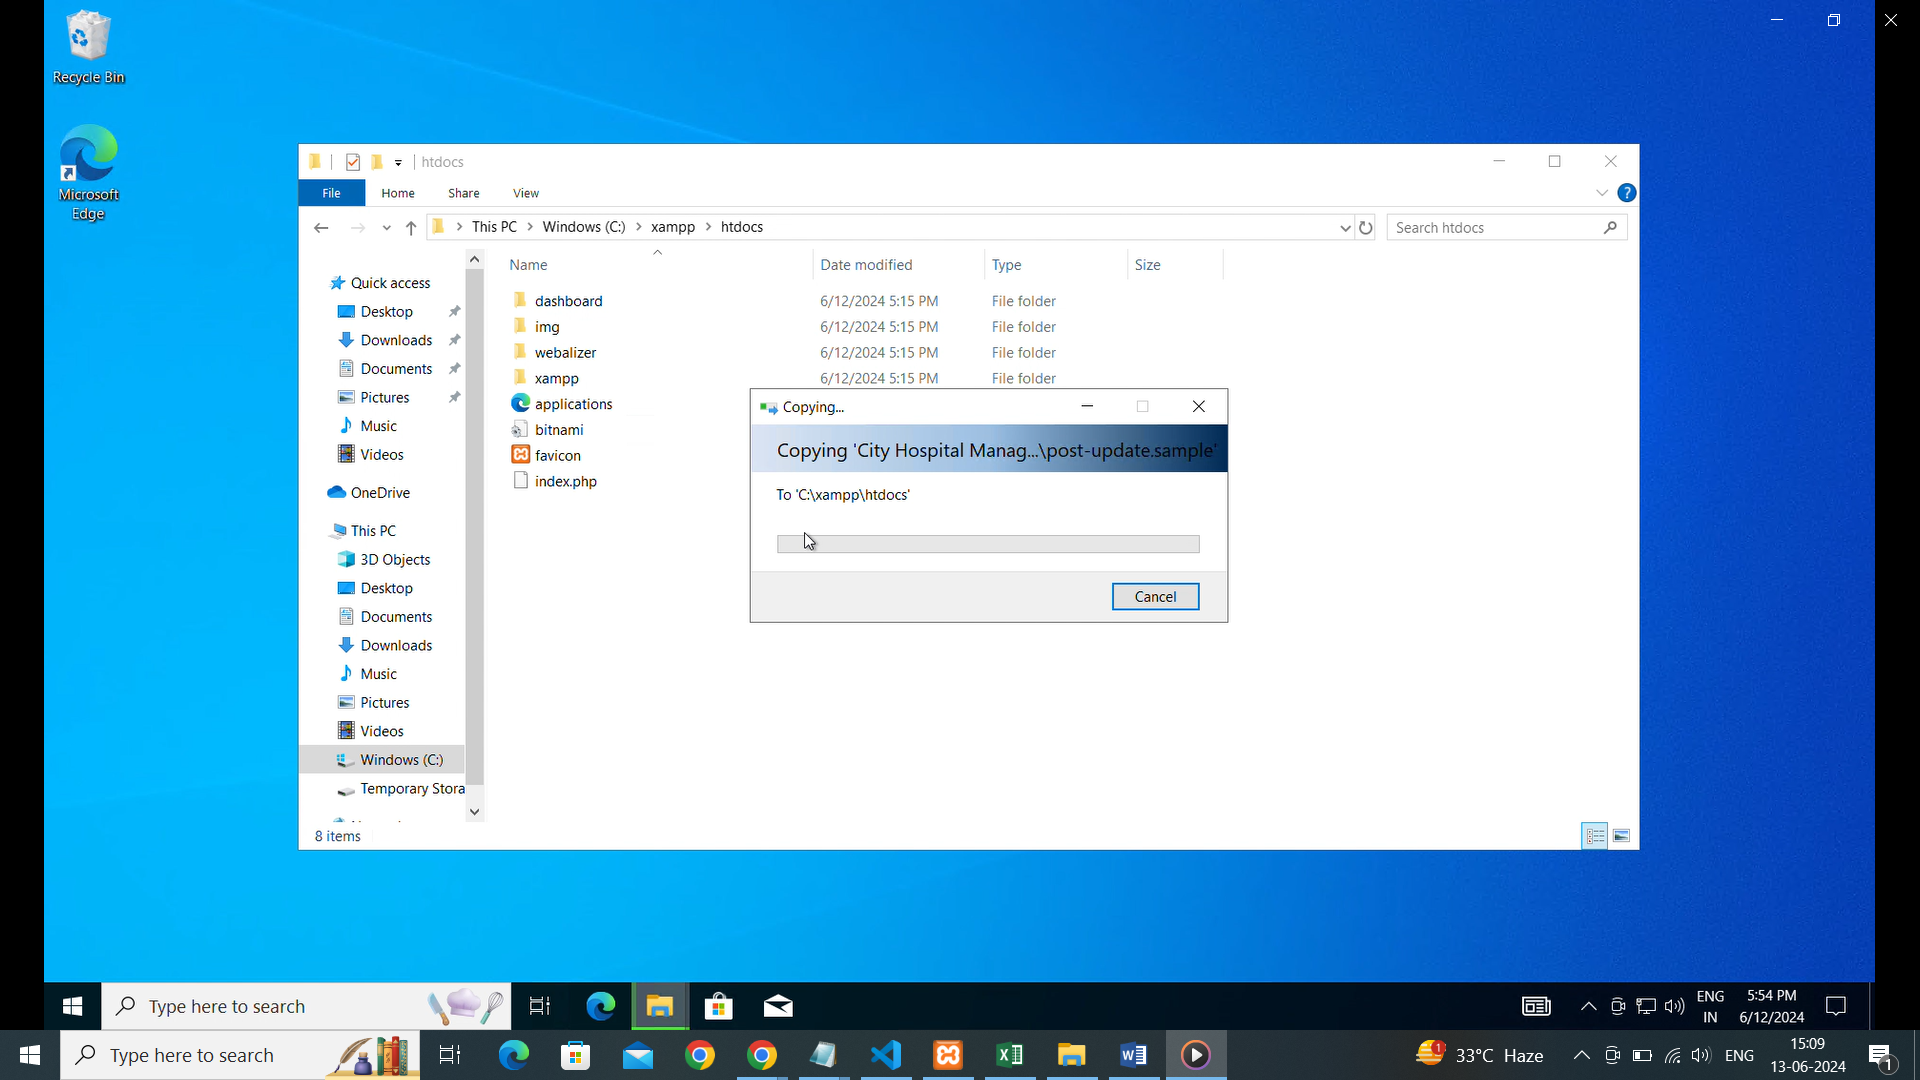 Recycle Bin
Microsoft
Edge
htdocs
File
Home
Share
View
?
This PC
Windows (C:)
xampp
htdocs
Search htdocs
Name
Date modified
Type
Size
Quick access
Desktop
Downloads
Documents
Pictures
Music
Videos
OneDrive
This PC
3D Objects
Desktop
Documents
Downloads
Music
Pictures
Videos
Windows (C:)
Temporary Stora
8 items
dashboard 6/12/2024 5:15 PM File folder
img 6/12/2024 5:15 PM File folder
webalizer 6/12/2024 5:15 PM File folder
xampp 6/12/2024 5:15 PM File folder
applications
bitnami
favicon
index.php
Copying...
Copying 'City Hospital Manag...\post-update.sample'
To 'C:\xampp\htdocs'
Cancel
Type here to search
ENG
IN
5:54 PM
6/12/2024
Type here to search
1
33°C Haze
ENG
15:09
13-06-2024
1